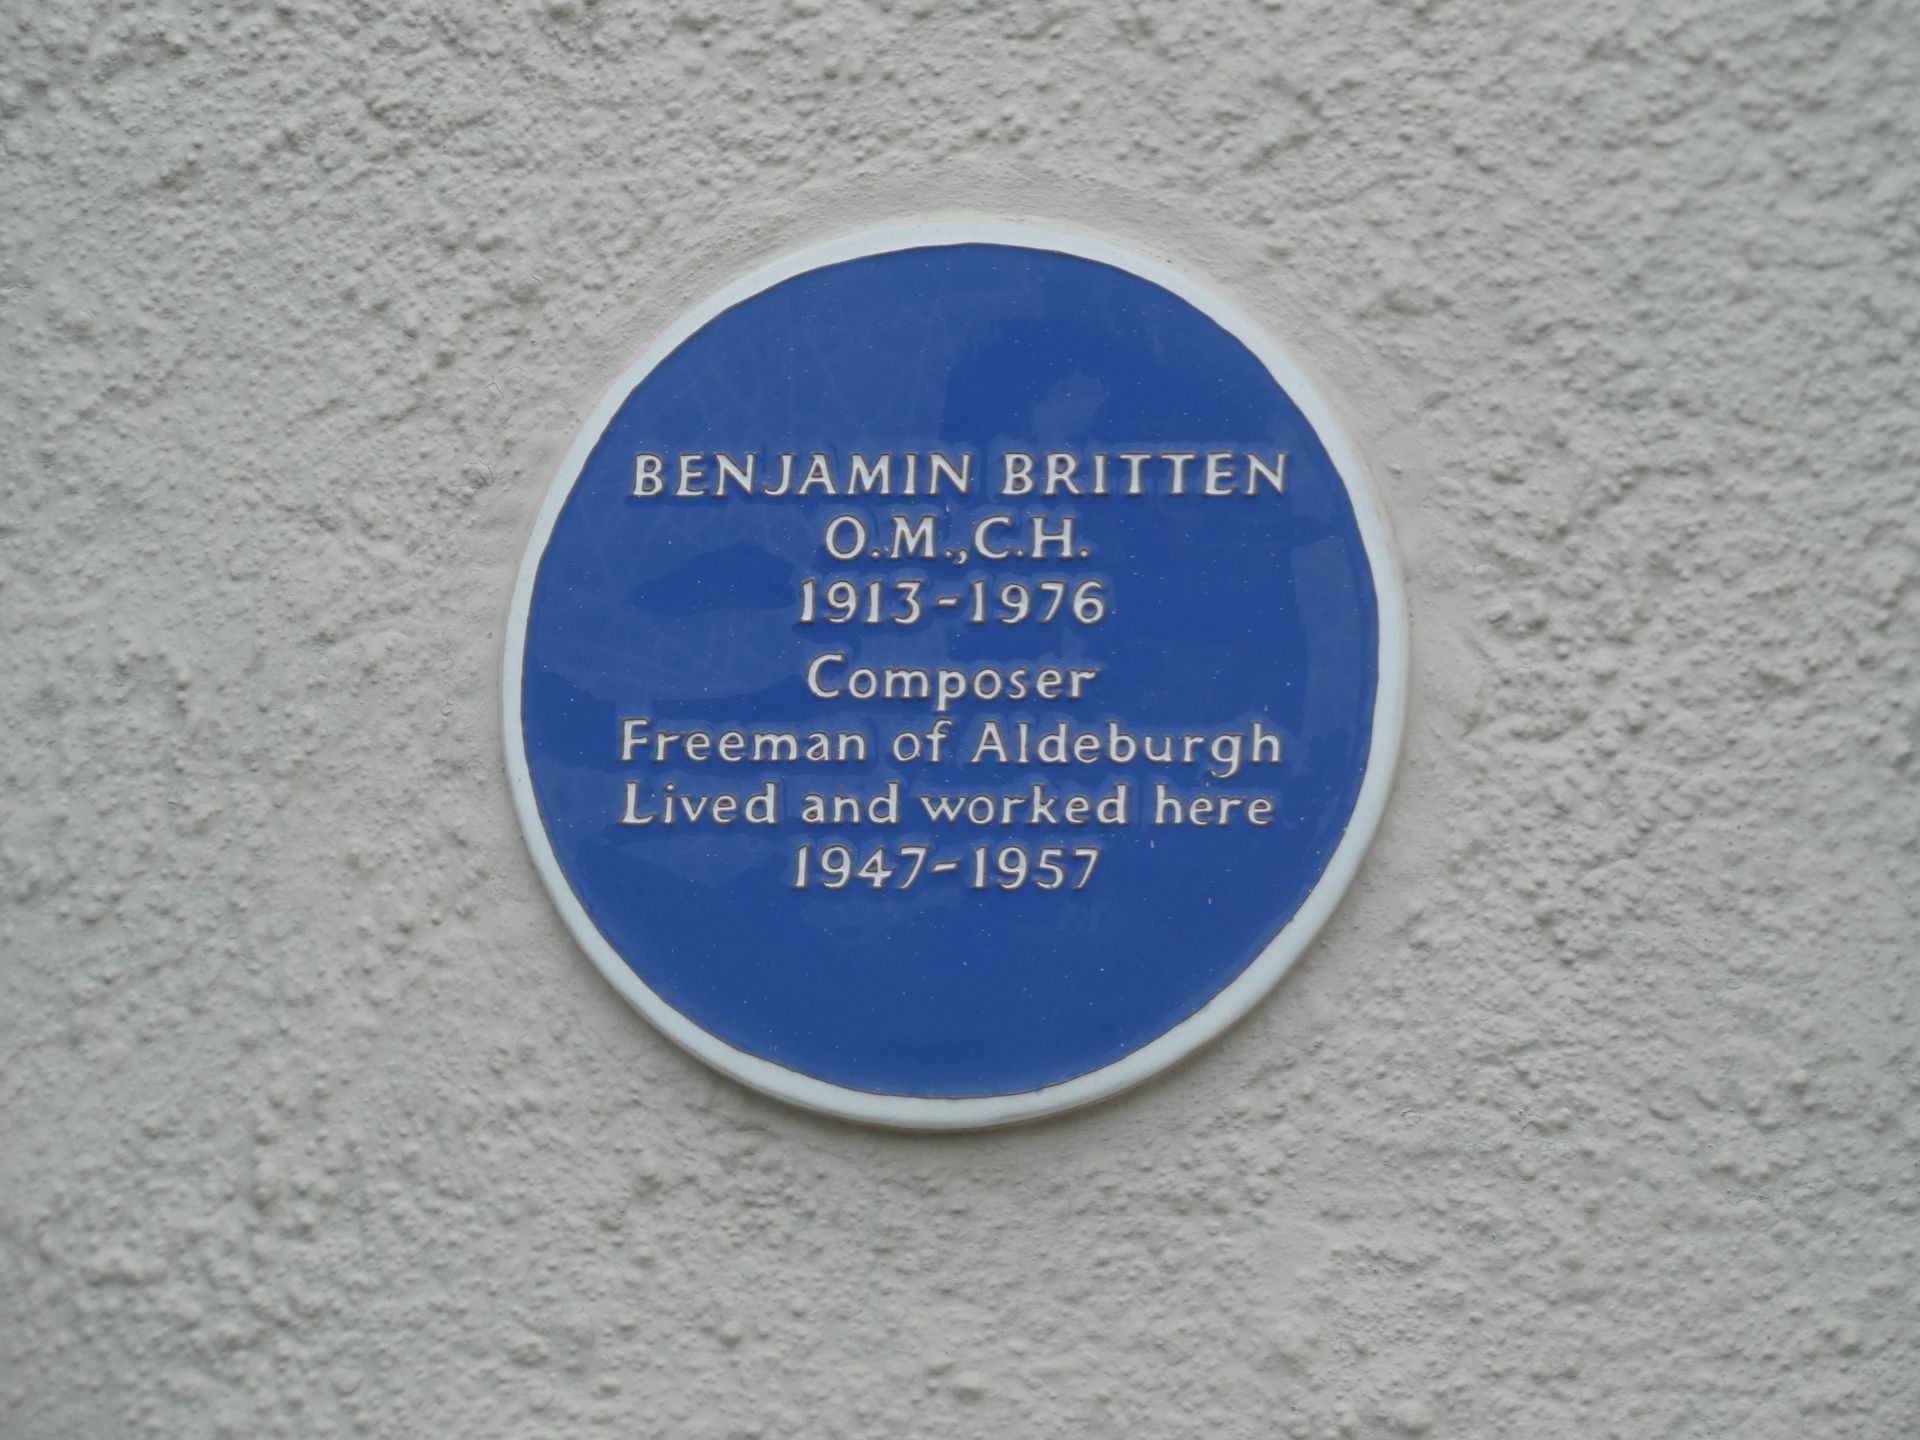 BENJAMIN BRITTEN
O.M.,C.H.
1913-1976
Composer
Freeman of Aldeburgh
Lived and worked here
1947-1957